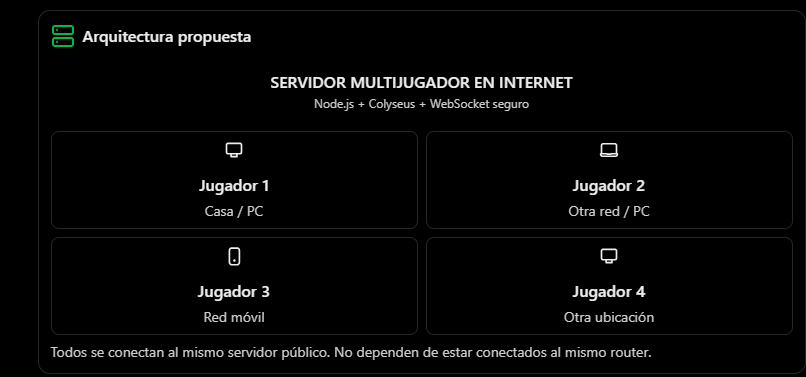 Arquitectura propuesta
SERVIDOR MULTIJUGADOR EN INTERNET
Node.js + Colyseus + WebSocket seguro
Jugador 1
Casa / PC
Jugador 2
Otra red / PC
Jugador 3
Red móvil
Jugador 4
Otra ubicación
Todos se conectan al mismo servidor público. No dependen de estar conectados al mismo router.